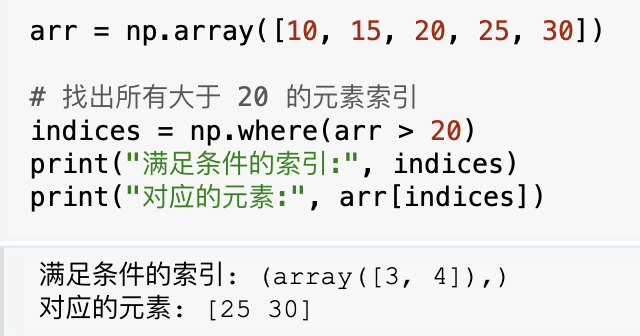 arr = np.array([10, 15, 20, 25, 30])
# 找出所有大于 20 的元素索引
indices = np.where(arr > 20)
print("满足条件的索引:", indices)
print("对应的元素:", arr[indices])
满足条件的索引: (array([3, 4]),)
对应的元素: [25 30]